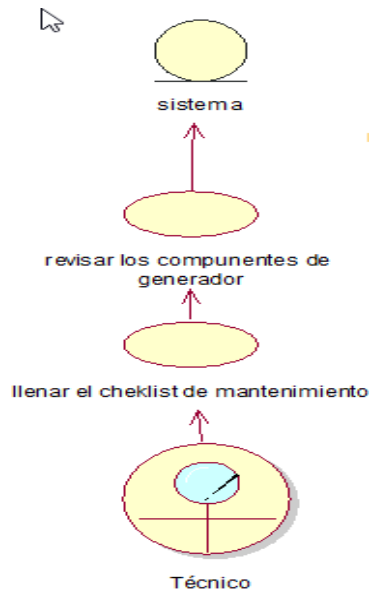 sistema
revisar los compunentes de
generador
llenar el cheklist de mantenimiento
Técnico